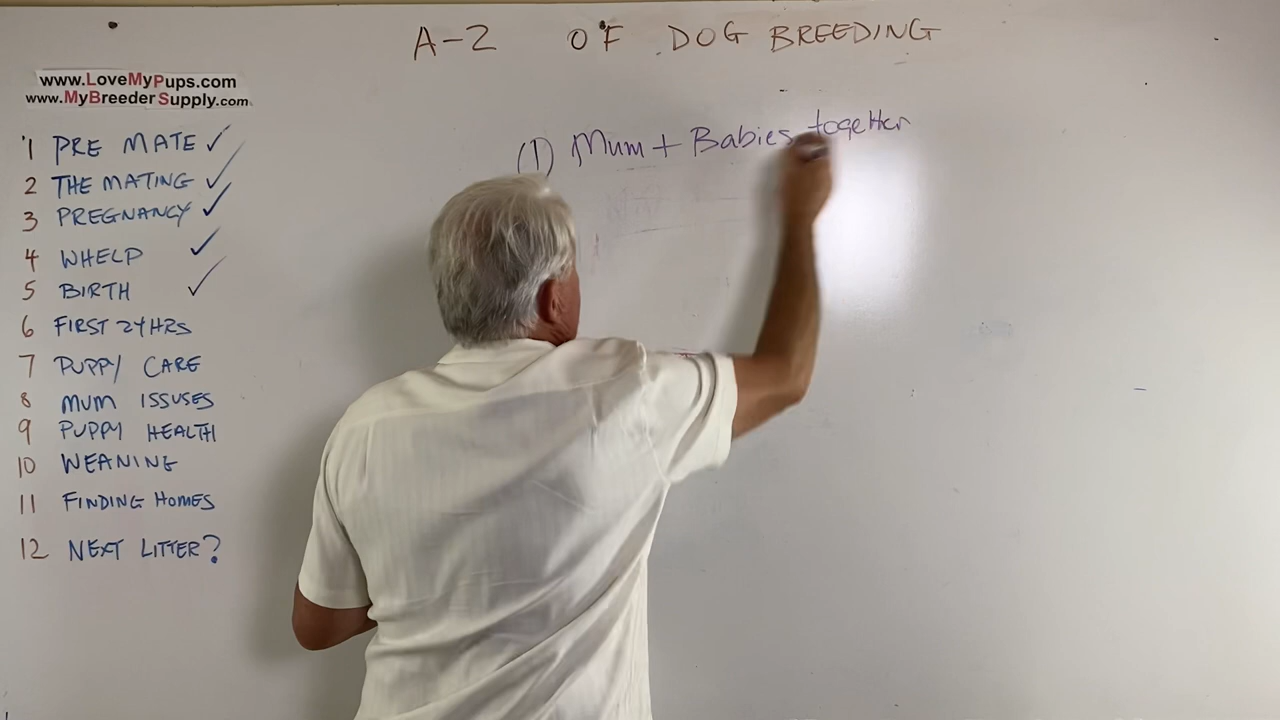 A-Z OF DOG BREEDING
www.LoveMyPups.com
www.MyBreederSupply.com
1 PRE MATE ✓
2 THE MATING ✓
3 PREGNANCY ✓
4 WHELP ✓
5 BIRTH ✓
6 FIRST 24HRS
7 PUPPY CARE
8 MUM ISSUSES
9 PUPPY HEALTH
10 WEANING
11 FINDING HOMES
12 NEXT LITTER?
(1) Mum + Babies together